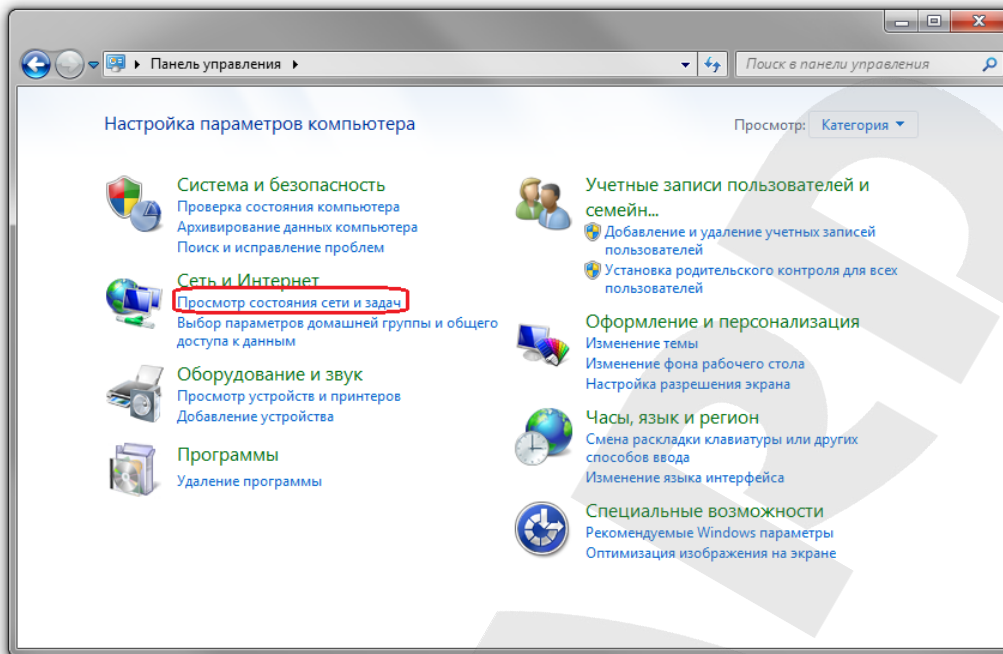 Панель управления
Поиск в панели управления
Настройка параметров компьютера
Просмотр: Категория
Система и безопасность
Проверка состояния компьютера
Архивирование данных компьютера
Поиск и исправление проблем
Сеть и Интернет
Просмотр состояния сети и задач
Выбор параметров домашней группы и общего
доступа к данным
Оборудование и звук
Просмотр устройств и принтеров
Добавление устройства
Программы
Удаление программы
Учетные записи пользователей и
семейн...
Добавление и удаление учетных записей
пользователей
Установка родительского контроля для всех
пользователей
Оформление и персонализация
Изменение темы
Изменение фона рабочего стола
Настройка разрешения экрана
Часы, язык и регион
Смена раскладки клавиатуры или других
способов ввода
Изменение языка интерфейса
Специальные возможности
Рекомендуемые Windows параметры
Оптимизация изображения на экране